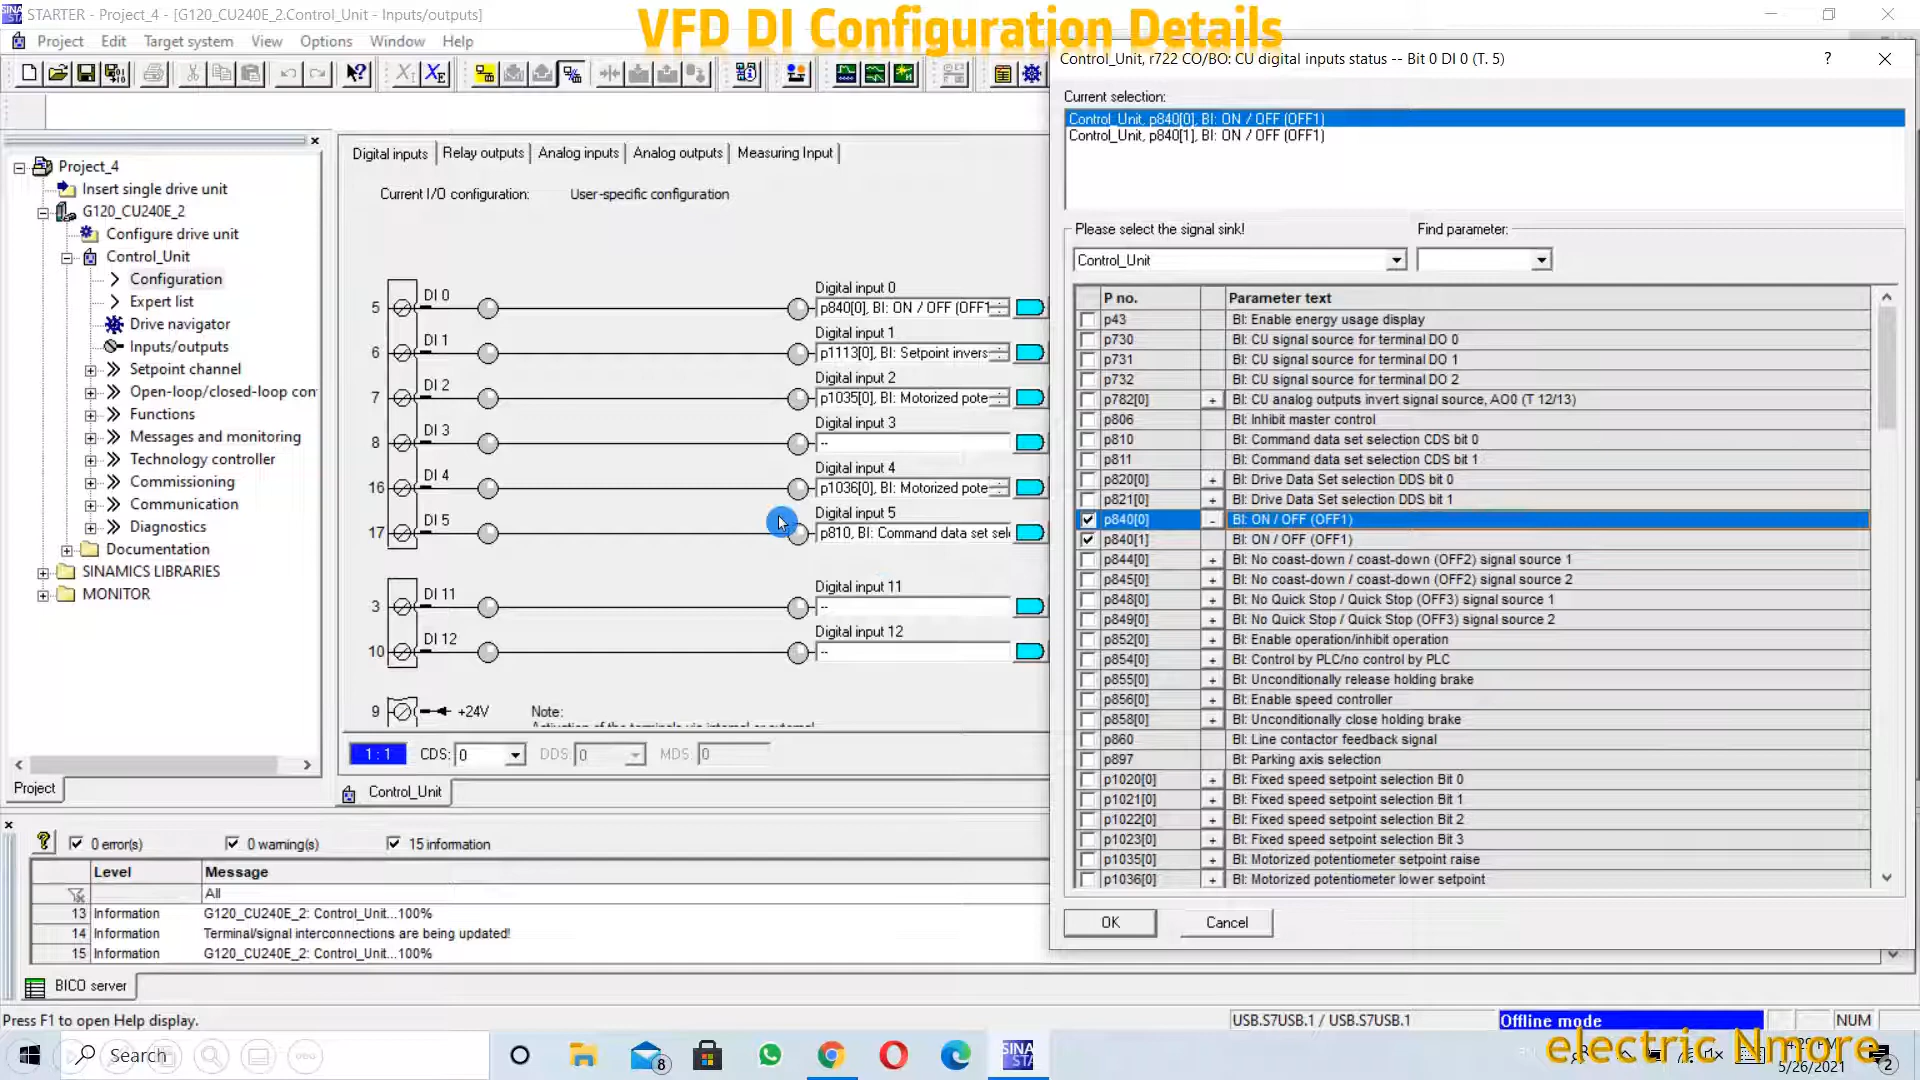 STARTER - Project_4 - [G120_CU240E_2.Control_Unit - Inputs/outputs]
VFD DI Configuration Details
Project Edit Target system View Options Window Help
Control_Unit, r722 CO/BO: CU digital inputs status -- Bit 0 DI 0 (T. 5)
Current selection:
Control_Unit, p840[0], BI: ON / OFF (OFF1)
Control_Unit, p840[1], BI: ON / OFF (OFF1)
Please select the signal sink!
Find parameter:
Control_Unit
P no. Parameter text
p43 BI: Enable energy usage display
p730 BI: CU signal source for terminal DO 0
p731 BI: CU signal source for terminal DO 1
p732 BI: CU signal source for terminal DO 2
p782[0] + BI: CU analog outputs invert signal source, AO0 (T 12/13)
p806 BI: Inhibit master control
p810 BI: Command data set selection CDS bit 0
p811 BI: Command data set selection CDS bit 1
p820[0] + BI: Drive Data Set selection DDS bit 0
p821[0] + BI: Drive Data Set selection DDS bit 1
p840[0] - BI: ON / OFF (OFF1)
p840[1] BI: ON / OFF (OFF1)
p844[0] + BI: No coast-down / coast-down (OFF2) signal source 1
p845[0] + BI: No coast-down / coast-down (OFF2) signal source 2
p848[0] + BI: No Quick Stop / Quick Stop (OFF3) signal source 1
p849[0] + BI: No Quick Stop / Quick Stop (OFF3) signal source 2
p852[0] + BI: Enable operation/inhibit operation
p854[0] + BI: Control by PLC/no control by PLC
p855[0] + BI: Unconditionally release holding brake
p856[0] + BI: Enable speed controller
p858[0] + BI: Unconditionally close holding brake
p860 BI: Line contactor feedback signal
p897 BI: Parking axis selection
p1020[0] + BI: Fixed speed setpoint selection Bit 0
p1021[0] + BI: Fixed speed setpoint selection Bit 1
p1022[0] + BI: Fixed speed setpoint selection Bit 2
p1023[0] + BI: Fixed speed setpoint selection Bit 3
p1035[0] + BI: Motorized potentiometer setpoint raise
p1036[0] + BI: Motorized potentiometer lower setpoint
OK Cancel
Project_4
Insert single drive unit
G120_CU240E_2
Configure drive unit
Control_Unit
Configuration
Expert list
Drive navigator
Inputs/outputs
Setpoint channel
Open-loop/closed-loop con
Functions
Messages and monitoring
Technology controller
Commissioning
Communication
Diagnostics
Documentation
SINAMICS LIBRARIES
MONITOR
Project
Digital inputs Relay outputs Analog inputs Analog outputs Measuring Input
Current I/O configuration: User-specific configuration
Digital input 0
5 DI 0 p840[0], BI: ON / OFF (OFF1
Digital input 1
6 DI 1 p1113[0], BI: Setpoint invers
Digital input 2
7 DI 2 p1035[0], BI: Motorized pote
Digital input 3
8 DI 3 --
Digital input 4
16 DI 4 p1036[0], BI: Motorized pote
Digital input 5
17 DI 5 p810, BI: Command data set sel
Digital input 11
3 DI 11 --
Digital input 12
10 DI 12 --
9 +24V Note:
1 : 1 CDS: 0 DDS: 0 MDS: 0
Control_Unit
0 error(s) 0 warning(s) 15 information
Level Message
All
13 Information G120_CU240E_2: Control_Unit...100%
14 Information Terminal/signal interconnections are being updated!
15 Information G120_CU240E_2: Control_Unit...100%
BICO server
Press F1 to open Help display.
USB.S7USB.1 / USB.S7USB.1
Offline mode
NUM
Search
8
SINA
STA
electric Nmore
5/26/2021
2